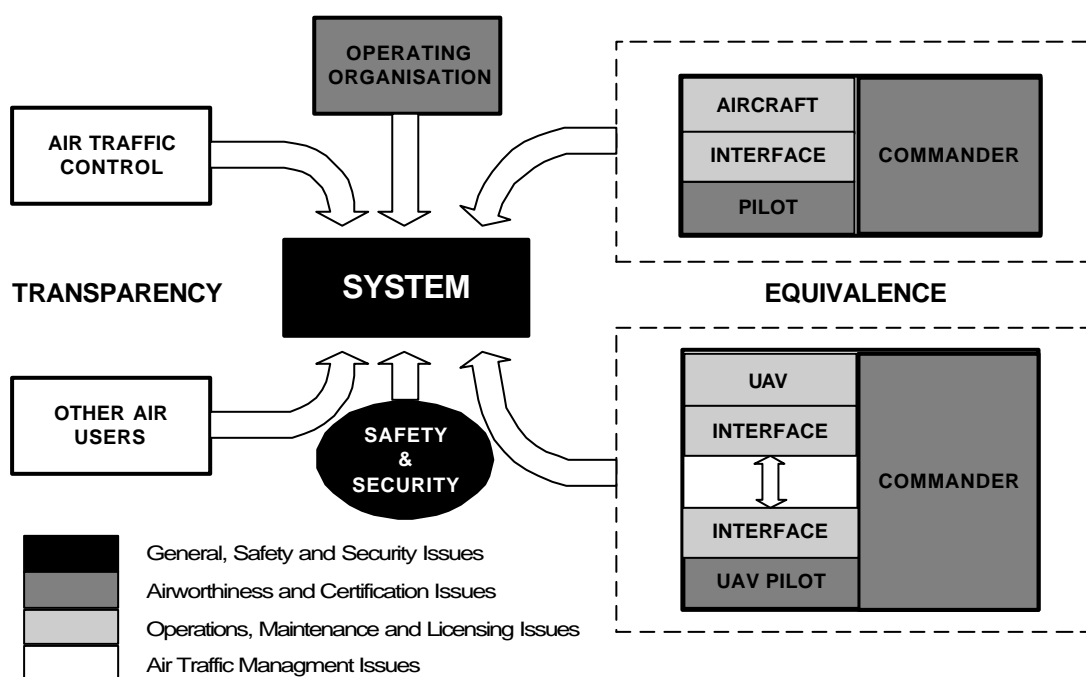 OPERATING
ORGANISATION
AIR TRAFFIC
CONTROL
AIRCRAFT
INTERFACE
PILOT
COMMANDER
TRANSPARENCY
SYSTEM
EQUIVALENCE
OTHER AIR
USERS
SAFETY
&
SECURITY
UAV
INTERFACE
INTERFACE
UAV PILOT
COMMANDER
General, Safety and Security Issues
Airworthiness and Certification Issues
Operations, Maintenance and Licensing Issues
Air Traffic Managment Issues